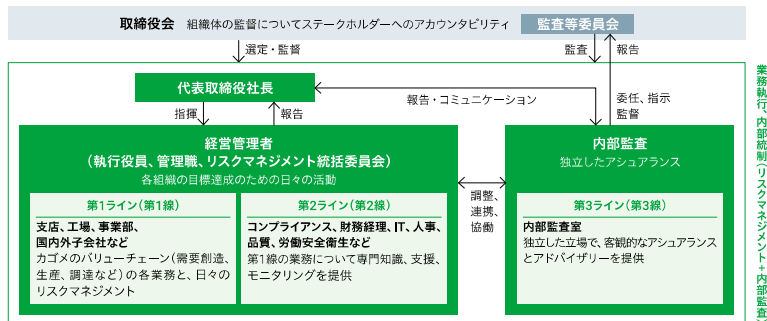 取締役会 組織体の監督についてステークホルダーへのアカウンタビリティ
監査等委員会
選定・監督
監査
報告
代表取締役社長
報告・コミュニケーション
委任、指示
監督
指揮
報告
経営管理者
(執行役員、管理職、リスクマネジメント統括委員会)
各組織の目標達成のための日々の活動
第1ライン(第1線)
支店、工場、事業部、
国内外子会社など
カゴメのバリューチェーン(需要創造、
生産、調達など)の各業務と、日々の
リスクマネジメント
第2ライン(第2線)
コンプライアンス、財務経理、IT、人事、
品質、労働安全衛生など
第1線の業務について専門知識、支援、
モニタリングを提供
調整、
連携、
協働
内部監査
独立したアシュアランス
第3ライン(第3線)
内部監査室
独立した立場で、客観的なアシュアランス
とアドバイザリーを提供
業務執行、内部統制(リスクマネジメント+内部監査)